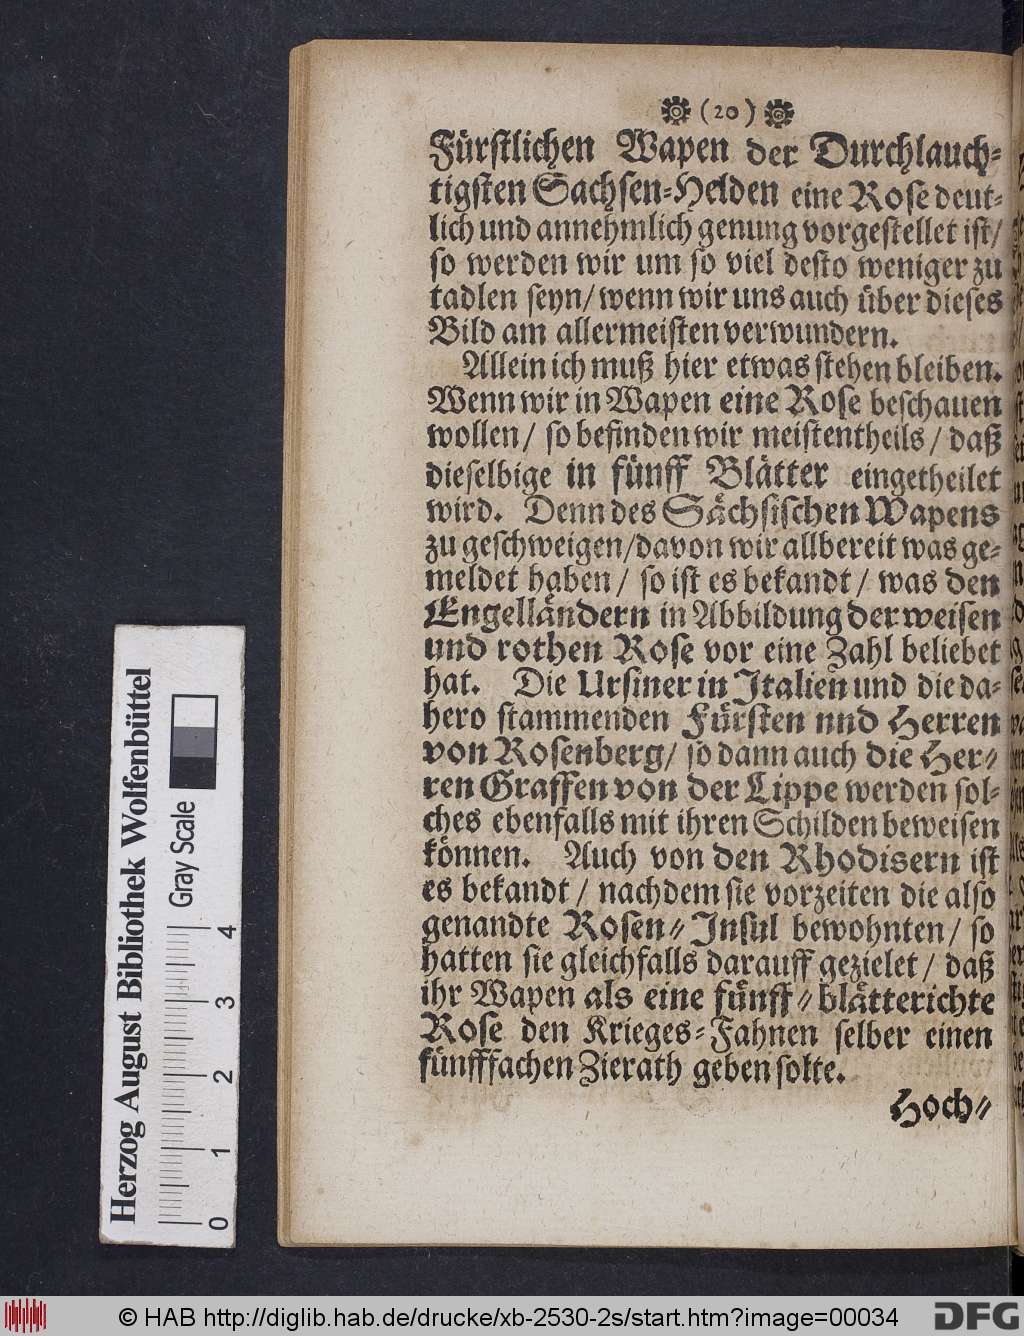 (20)
Fürstlichen Wapen der Durchlauch⸗
tigsten Sachsen⸗Helden eine Rose deut⸗
lich und annehmlich genung vorgestellet ist/
so werden wir um so viel desto weniger zu
tadlen seyn/ wenn wir uns auch über dieses
Bild am allermeisten verwundern.
Allein ich muß hier etwas stehen bleiben.
Wenn wir in Wapen eine Rose beschauen
wollen/ so befinden wir meistentheils/ daß
dieselbige in fünff Blätter eingetheilet
wird. Denn des Sächsischen Wapens
zu geschweigen/davon wir allbereit was ge⸗
meldet haben/ so ist es bekandt/ was den
Engelländern in Abbildung der weisen
und rothen Rose vor eine Zahl beliebet
hat. Die Ursiner in Italien und die da⸗
hero stammenden Fürsten nnd Herren
von Rosenberg/ so dann auch die Her⸗
ren Graffen von der Lippe werden sol⸗
ches ebenfalls mit ihren Schilden beweisen
können. Auch von den Rhodisern ist
es bekandt/ nachdem sie vorzeiten die also
genandte Rosen⸗Insul bewohnten/ so
hatten sie gleichfalls darauff gezielet/ daß
ihr Wapen als eine fünff⸗blätterichte
Rose den Krieges⸗Fahnen selber einen
fünfffachen Zierath geben solte.
Hoch⸗
Herzog August Bibliothek Wolfenbüttel
Gray Scale
0 1 2 3 4
© HAB http://diglib.hab.de/drucke/xb-2530-2s/start.htm?image=00034
DFG